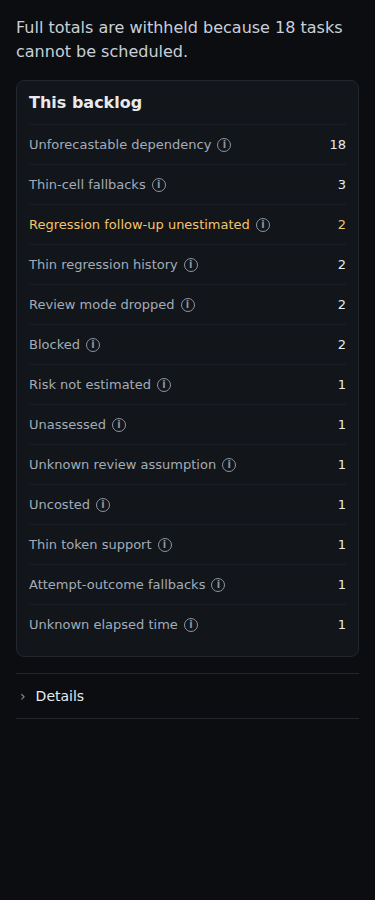 Full totals are withheld because 18 tasks
cannot be scheduled.
This backlog
Unforecastable dependency 18
Thin-cell fallbacks 3
Regression follow-up unestimated 2
Thin regression history 2
Review mode dropped 2
Blocked 2
Risk not estimated 1
Unassessed 1
Unknown review assumption 1
Uncosted 1
Thin token support 1
Attempt-outcome fallbacks 1
Unknown elapsed time 1
› Details